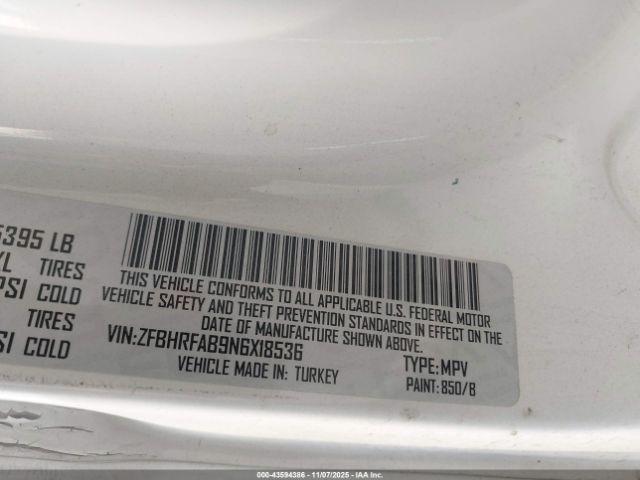 5395 LB
XL TIRES
PSI COLD
TIRES
SI COLD
THIS VEHICLE CONFORMS TO ALL APPLICABLE U.S. FEDERAL MOTOR
VEHICLE SAFETY AND THEFT PREVENTION STANDARDS IN EFFECT ON THE
DATE OF MANUFACTURE SHOWN ABOVE.
VIN:ZFBHRFAB9N6X18536 TYPE:MPV
VEHICLE MADE IN: TURKEY PAINT: 850/B
000-43594386 - 11/07/2025 - IAA Inc.